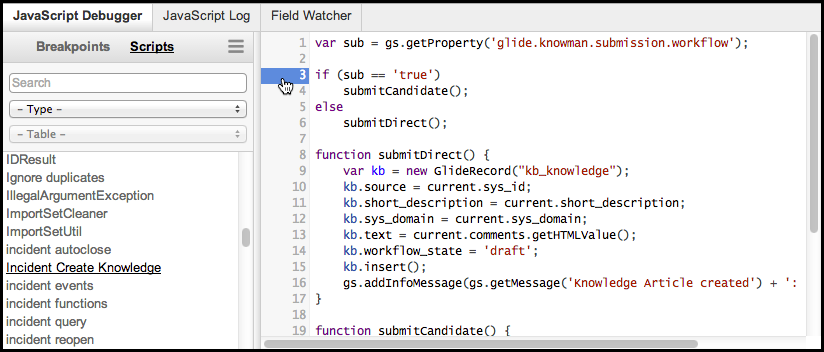 JavaScript Debugger JavaScript Log Field Watcher
Breakpoints Scripts
Search
– Type –
– Table –
IDResult
Ignore duplicates
IllegalArgumentException
ImportSetCleaner
ImportSetUtil
incident autoclose
Incident Create Knowledge
incident events
incident functions
incident query
incident reopen
1 var sub = gs.getProperty('glide.knowman.submission.workflow');
2
3 if (sub == 'true')
4     submitCandidate();
5 else
6     submitDirect();
7
8 function submitDirect() {
9     var kb = new GlideRecord("kb_knowledge");
10     kb.source = current.sys_id;
11     kb.short_description = current.short_description;
12     kb.sys_domain = current.sys_domain;
13     kb.text = current.comments.getHTMLValue();
14     kb.workflow_state = 'draft';
15     kb.insert();
16     gs.addInfoMessage(gs.getMessage('Knowledge Article created') + ':
17 }
18
19 function submitCandidate() {